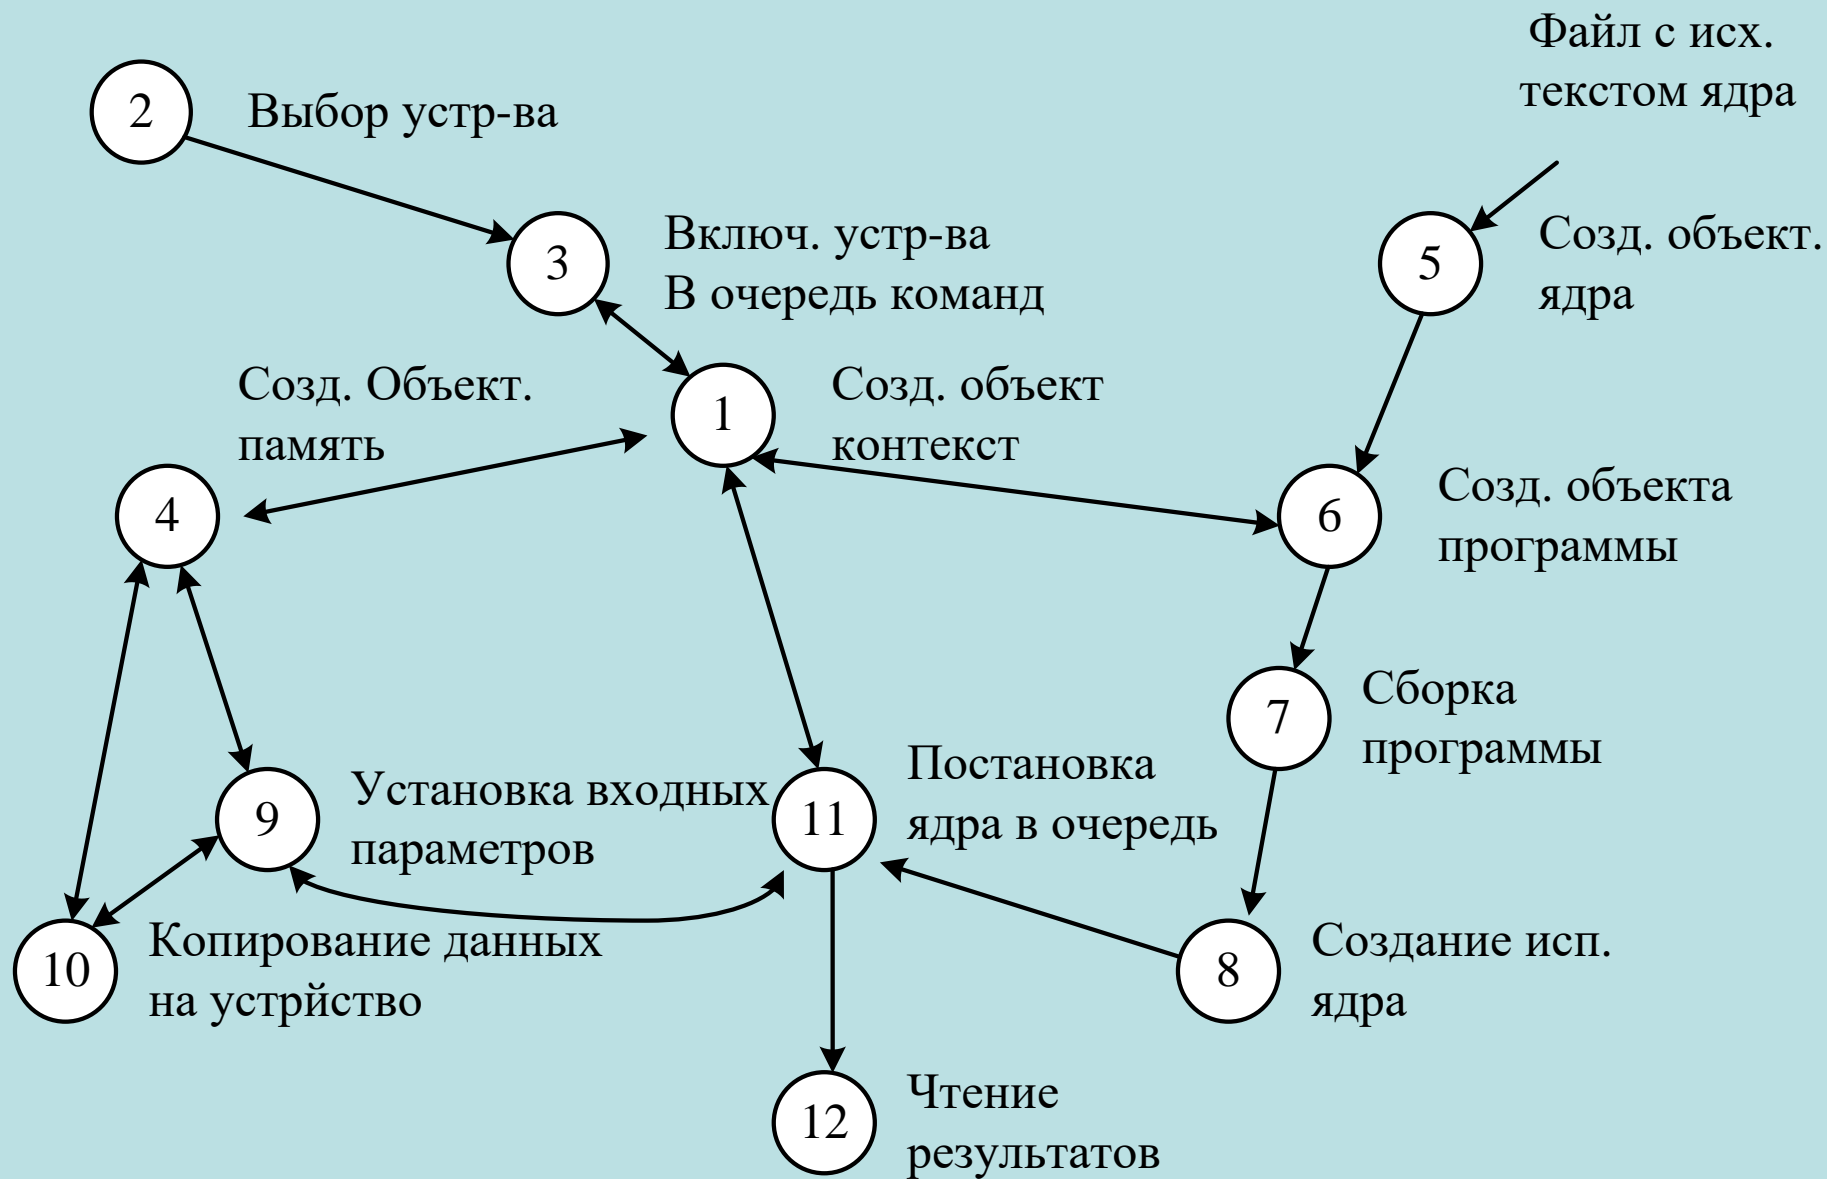 Файл с исх.
текстом ядра
2
Выбор устр-ва
3
Включ. устр-ва
В очередь команд
5
Созд. объект.
ядра
Созд. Объект.
память
1
Созд. объект
контекст
4
6
Созд. объекта
программы
7
Сборка
программы
9
Установка входных
параметров
11
Постановка
ядра в очередь
10
Копирование данных
на устрйство
8
Создание исп.
ядра
12
Чтение
результатов